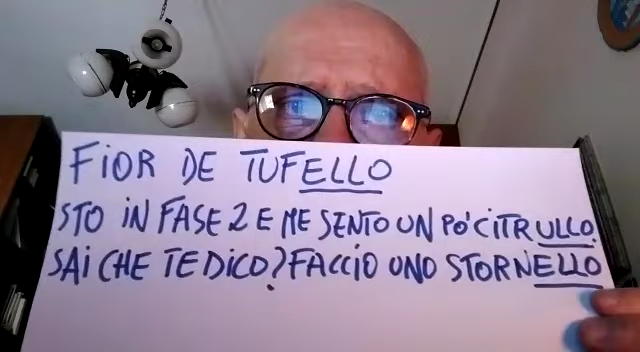 FIOR DE TUFELLO
STO IN FASE 2 E ME SENTO UN PO' CITRULLO.
SAI CHE TE DICO? FACCIO UNO STORNELLO